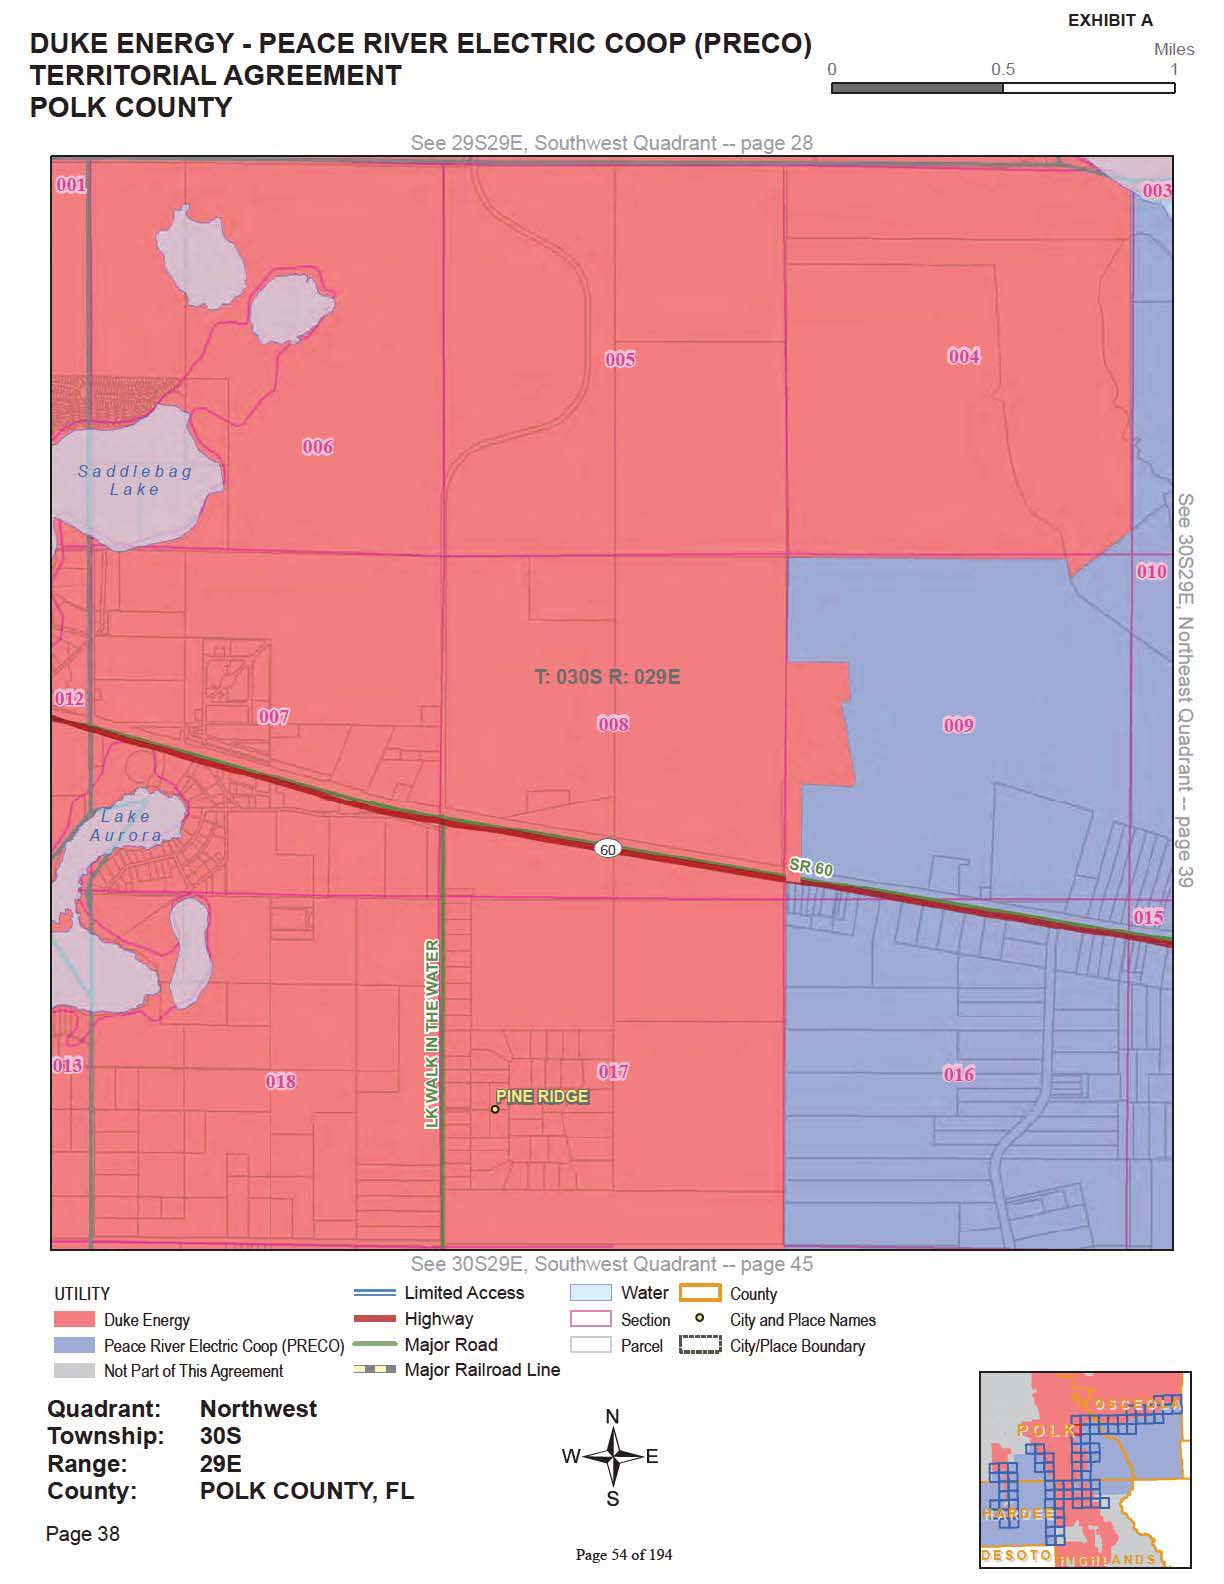 EXHIBIT A
DUKE ENERGY - PEACE RIVER ELECTRIC COOP (PRECO)
TERRITORIAL AGREEMENT
POLK COUNTY
Miles
0 0.5 1
See 29S29E, Southwest Quadrant -- page 28
001
003
005
004
006
Saddlebag
Lake
010
See 30S29E, Northeast Quadrant -- page 39
T: 030S R: 029E
012
007
008
009
Lake
Aurora
60
SR 60
015
LK WALK IN THE WATER
013
018
017
016
PINE RIDGE
See 30S29E, Southwest Quadrant -- page 45
UTILITY
Duke Energy
Peace River Electric Coop (PRECO)
Not Part of This Agreement
Limited Access
Highway
Major Road
Major Railroad Line
Water
Section
Parcel
County
City and Place Names
City/Place Boundary
Quadrant: Northwest
Township: 30S
Range: 29E
County: POLK COUNTY, FL
N
W E
S
OSCEOLA
POLK
HARDEE
DESOTO
HIGHLANDS
Page 38
Page 54 of 194